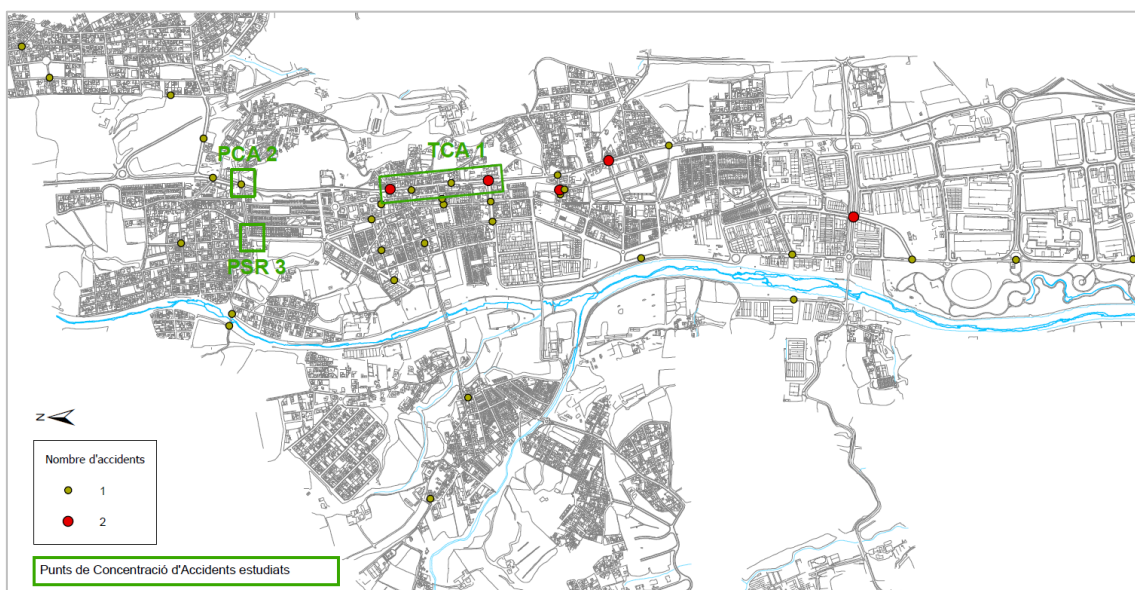 PCA 2
TCA 1
PSR 3
N
Nombre d'accidents
1
2
Punts de Concentració d'Accidents estudiats